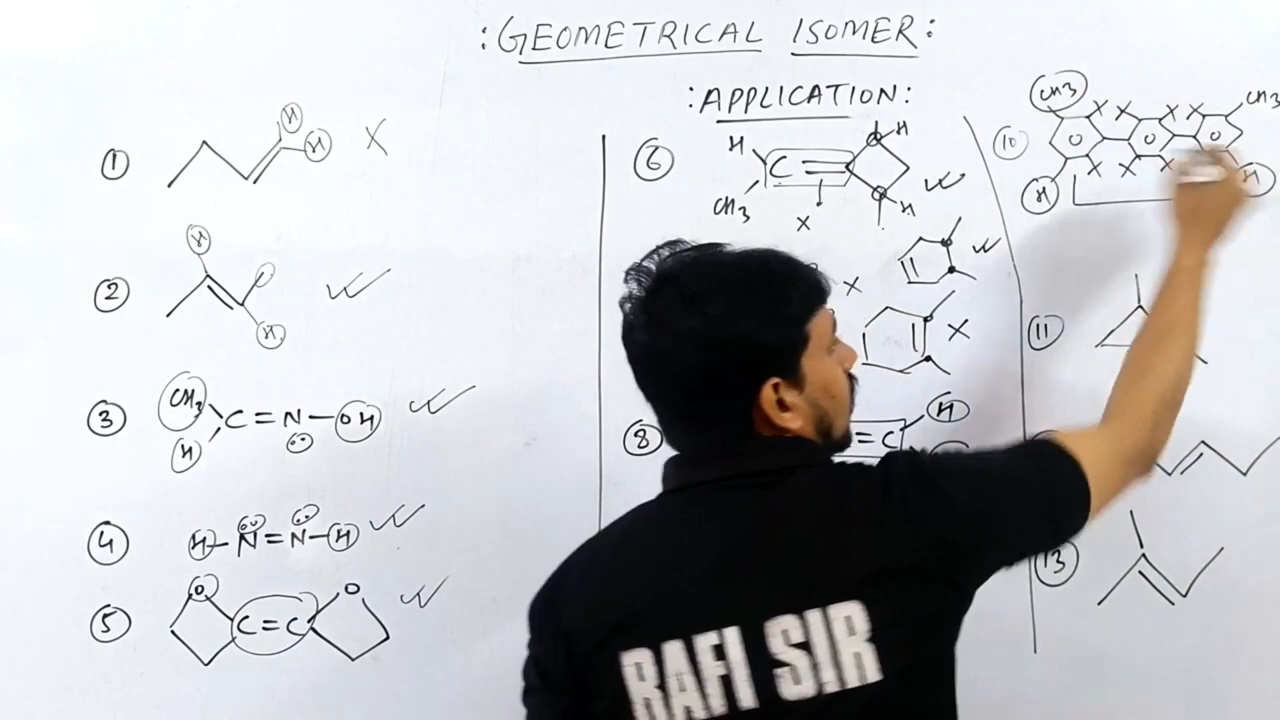 : GEOMETRICAL ISOMER :
: APPLICATION :
① H H X
② H H
③ CH3 H C = N – OH
④ H – N = N – H
⑤ O C = C O
⑥ H CH3 C H H X
X
X
⑧ = C H
⑩ CH3 X X X X CH3 H X X X X H
⑪
⑬
RAFI SIR